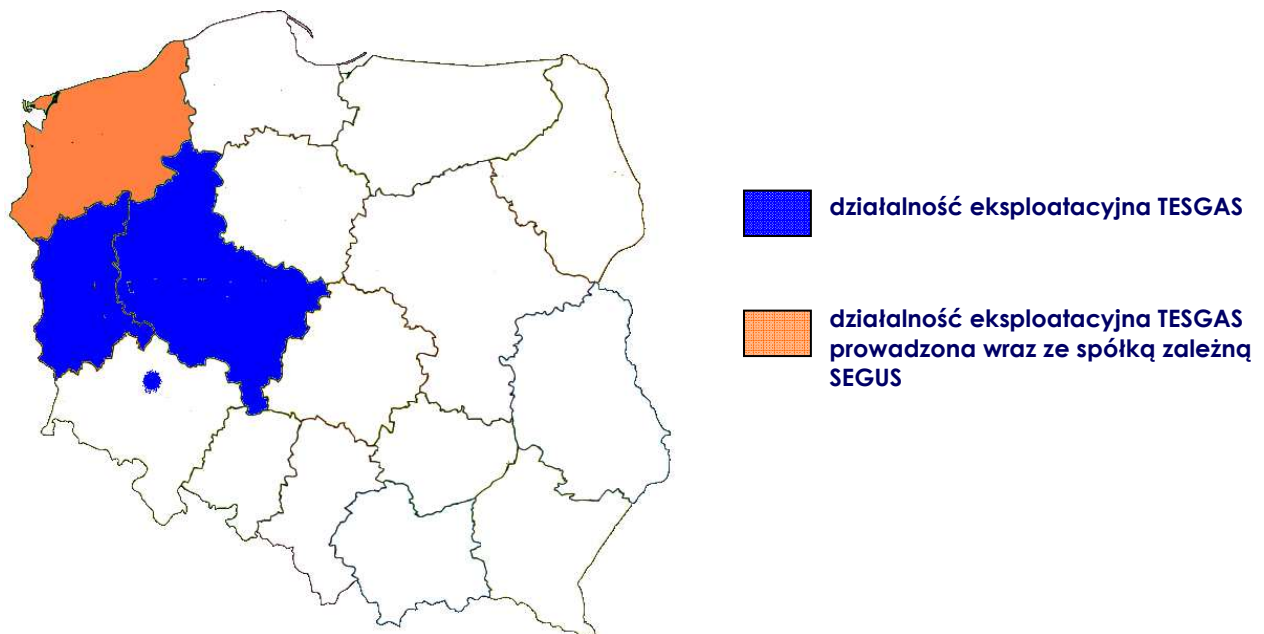 działalność eksploatacyjna TESGAS
działalność eksploatacyjna TESGAS
prowadzona wraz ze spółką zależną
SEGUS